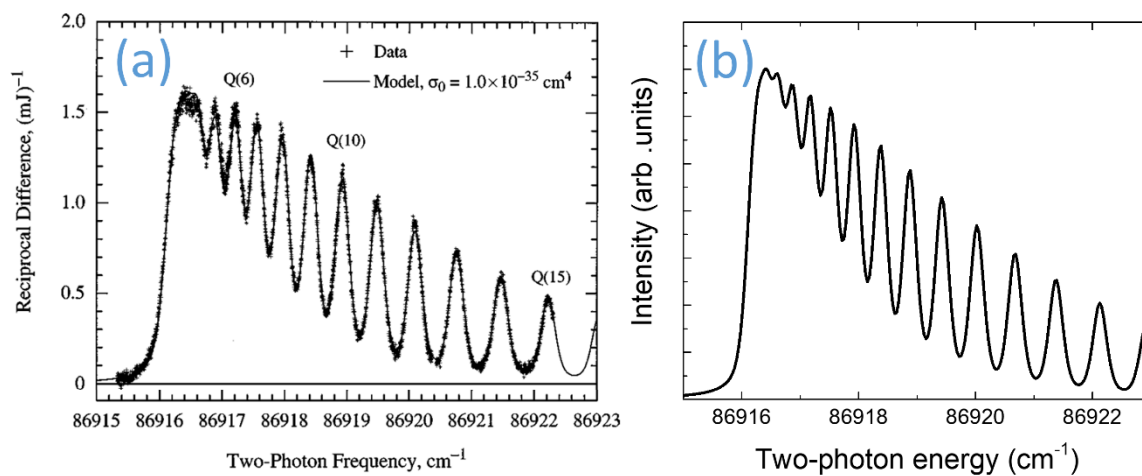 (a)
2.0
1.5
1.0
0.5
0
Reciprocal Difference, (mJ)⁻¹
+ Data
— Model, σ₀ = 1.0×10⁻³⁵ cm⁴
Q(6)
Q(10)
Q(15)
86915 86916 86917 86918 86919 86920 86921 86922 86923
Two-Photon Frequency, cm⁻¹
(b)
Intensity (arb .units)
86916 86918 86920 86922
Two-photon energy (cm⁻¹)